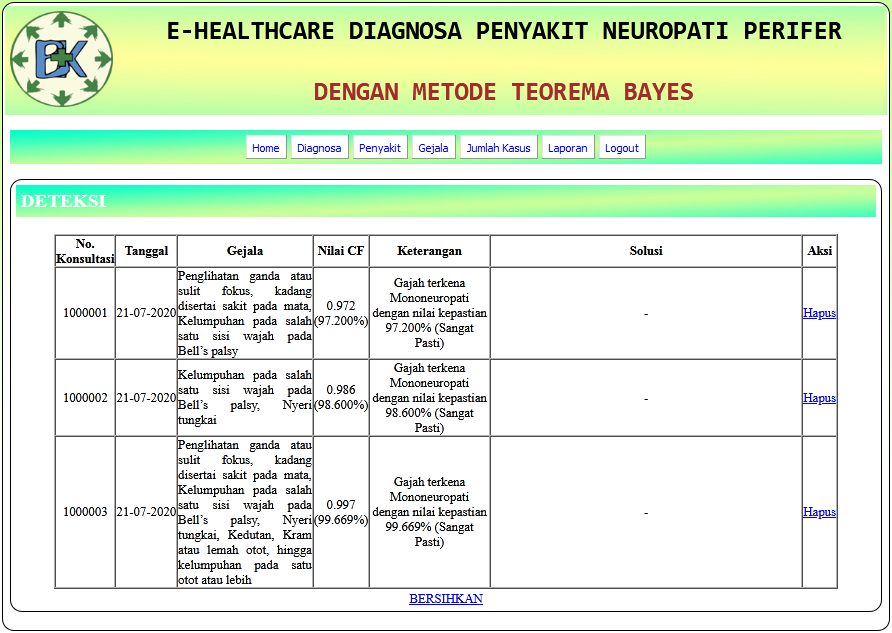 E-HEALTHCARE DIAGNOSA PENYAKIT NEUROPATI PERIFER
DENGAN METODE TEOREMA BAYES
BK
Home Diagnosa Penyakit Gejala Jumlah Kasus Laporan Logout
DETEKSI
No. Konsultasi Tanggal Gejala Nilai CF Keterangan Solusi Aksi
1000001
21-07-2020
Penglihatan ganda atau
sulit fokus, kadang
disertai sakit pada mata,
Kelumpuhan pada salah
satu sisi wajah pada
Bell’s palsy
0.972
(97.200%)
Gajah terkena
Mononeuropati
dengan nilai kepastian
97.200% (Sangat
Pasti)
-
Hapus
1000002
21-07-2020
Kelumpuhan pada salah
satu sisi wajah pada
Bell’s palsy, Nyeri
tungkai
0.986
(98.600%)
Gajah terkena
Mononeuropati
dengan nilai kepastian
98.600% (Sangat
Pasti)
-
Hapus
1000003
21-07-2020
Penglihatan ganda atau
sulit fokus, kadang
disertai sakit pada mata,
Kelumpuhan pada salah
satu sisi wajah pada
Bell’s palsy, Nyeri
tungkai, Kedutan, Kram
atau lemah otot, hingga
kelumpuhan pada satu
otot atau lebih
0.997
(99.669%)
Gajah terkena
Mononeuropati
dengan nilai kepastian
99.669% (Sangat
Pasti)
-
Hapus
BERSIHKAN